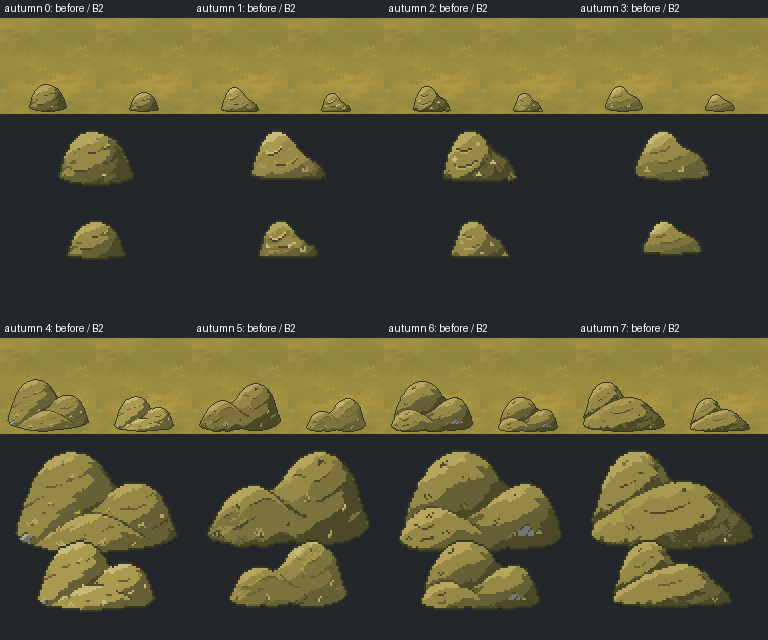 autumn 0: before / B2
autumn 1: before / B2
autumn 2: before / B2
autumn 3: before / B2
autumn 4: before / B2
autumn 5: before / B2
autumn 6: before / B2
autumn 7: before / B2